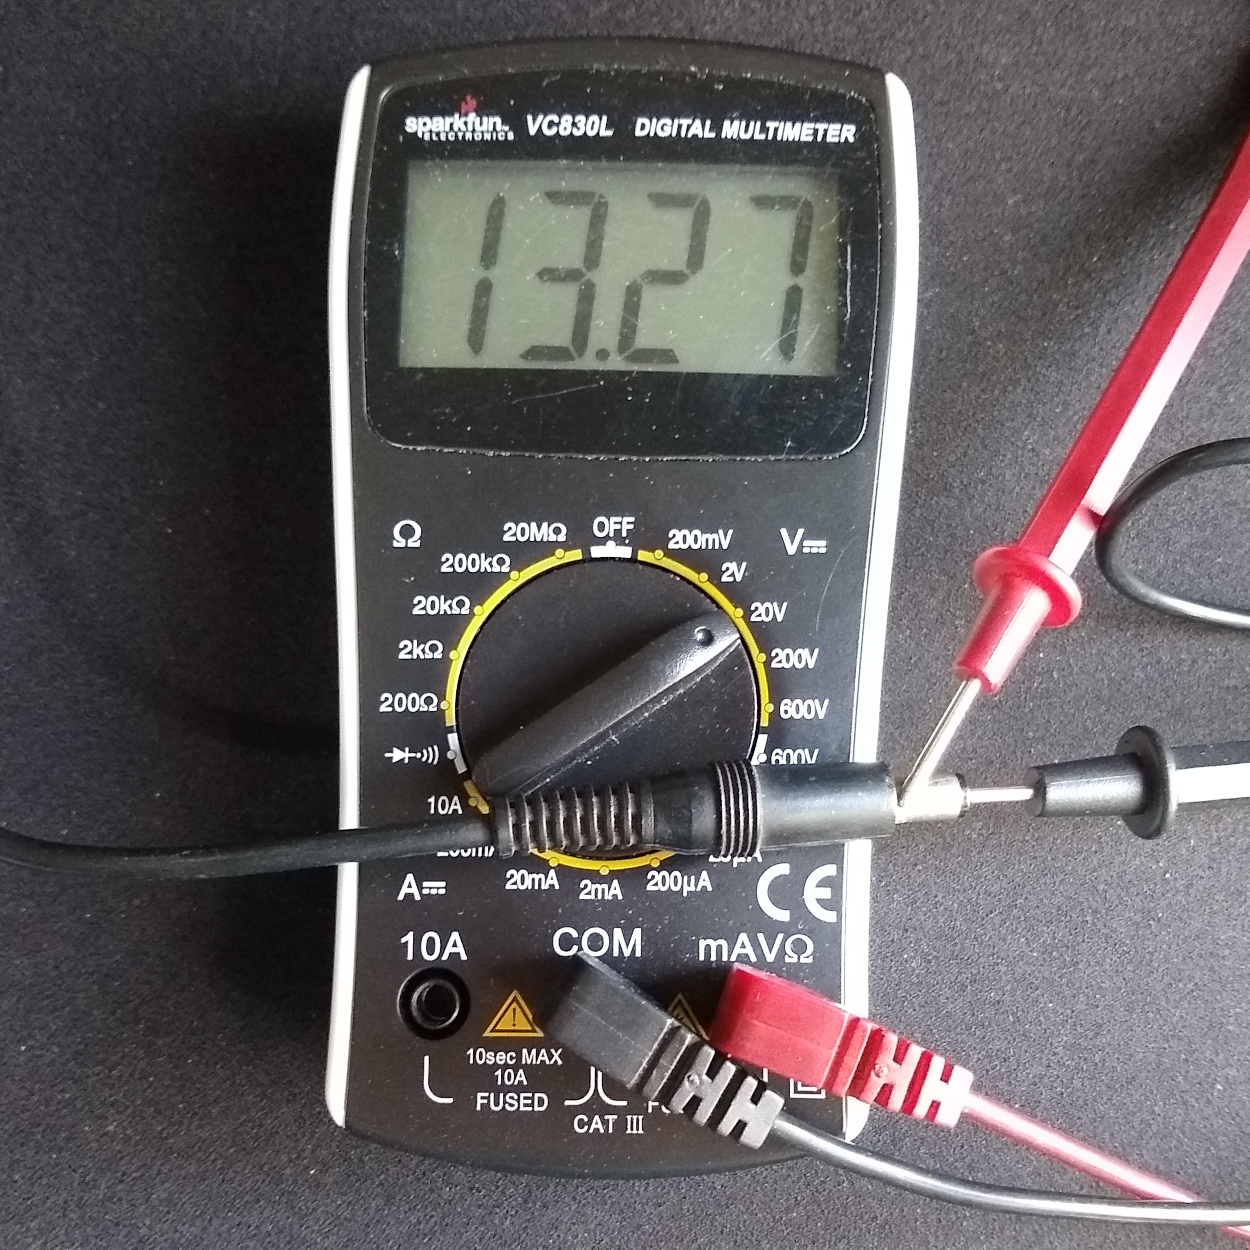 sparkfun VC830L DIGITAL MULTIMETER
ELECTRONICS
13.27
Ω 20MΩ OFF 200mV V⎓
200kΩ 2V
20kΩ 20V
2kΩ 200V
200Ω 600V
600V
10A
20mA 2mA 200µA
A⎓ CE
10A COM mAVΩ
10sec MAX
10A
FUSED
CAT III